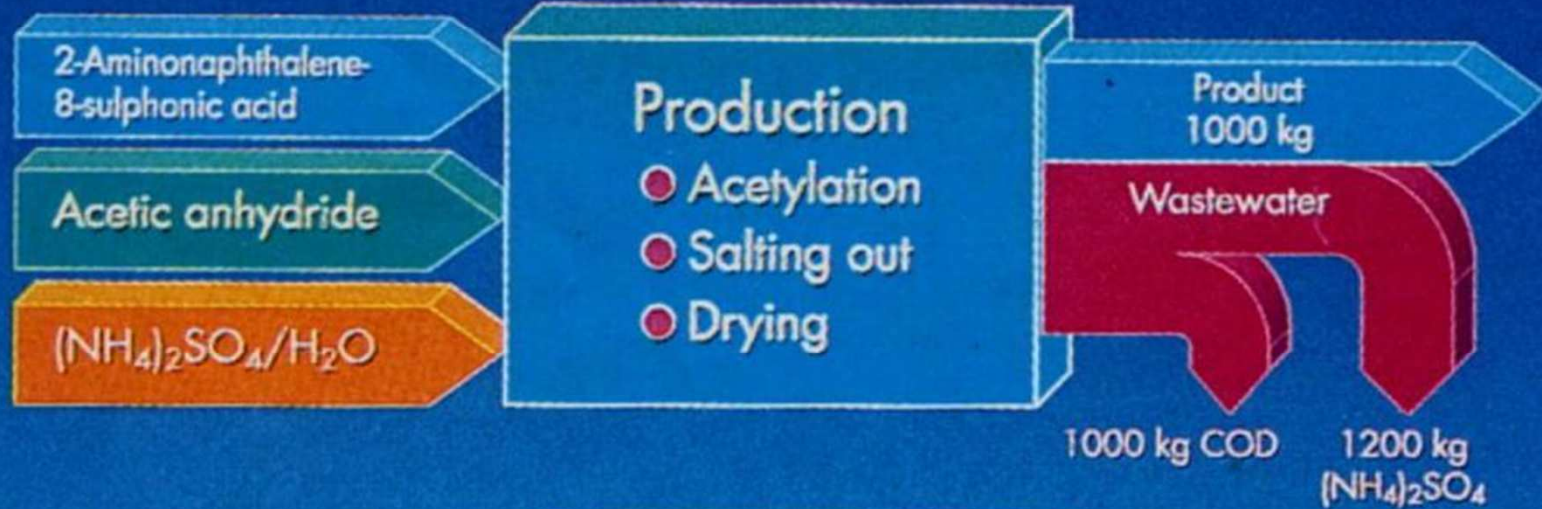 2-Aminonaphthalene-
8-sulphonic acid
Acetic anhydride
(NH₄)₂SO₄/H₂O
Production
Acetylation
Salting out
Drying
Product
1000 kg
Wastewater
1000 kg COD
1200 kg
(NH₄)₂SO₄